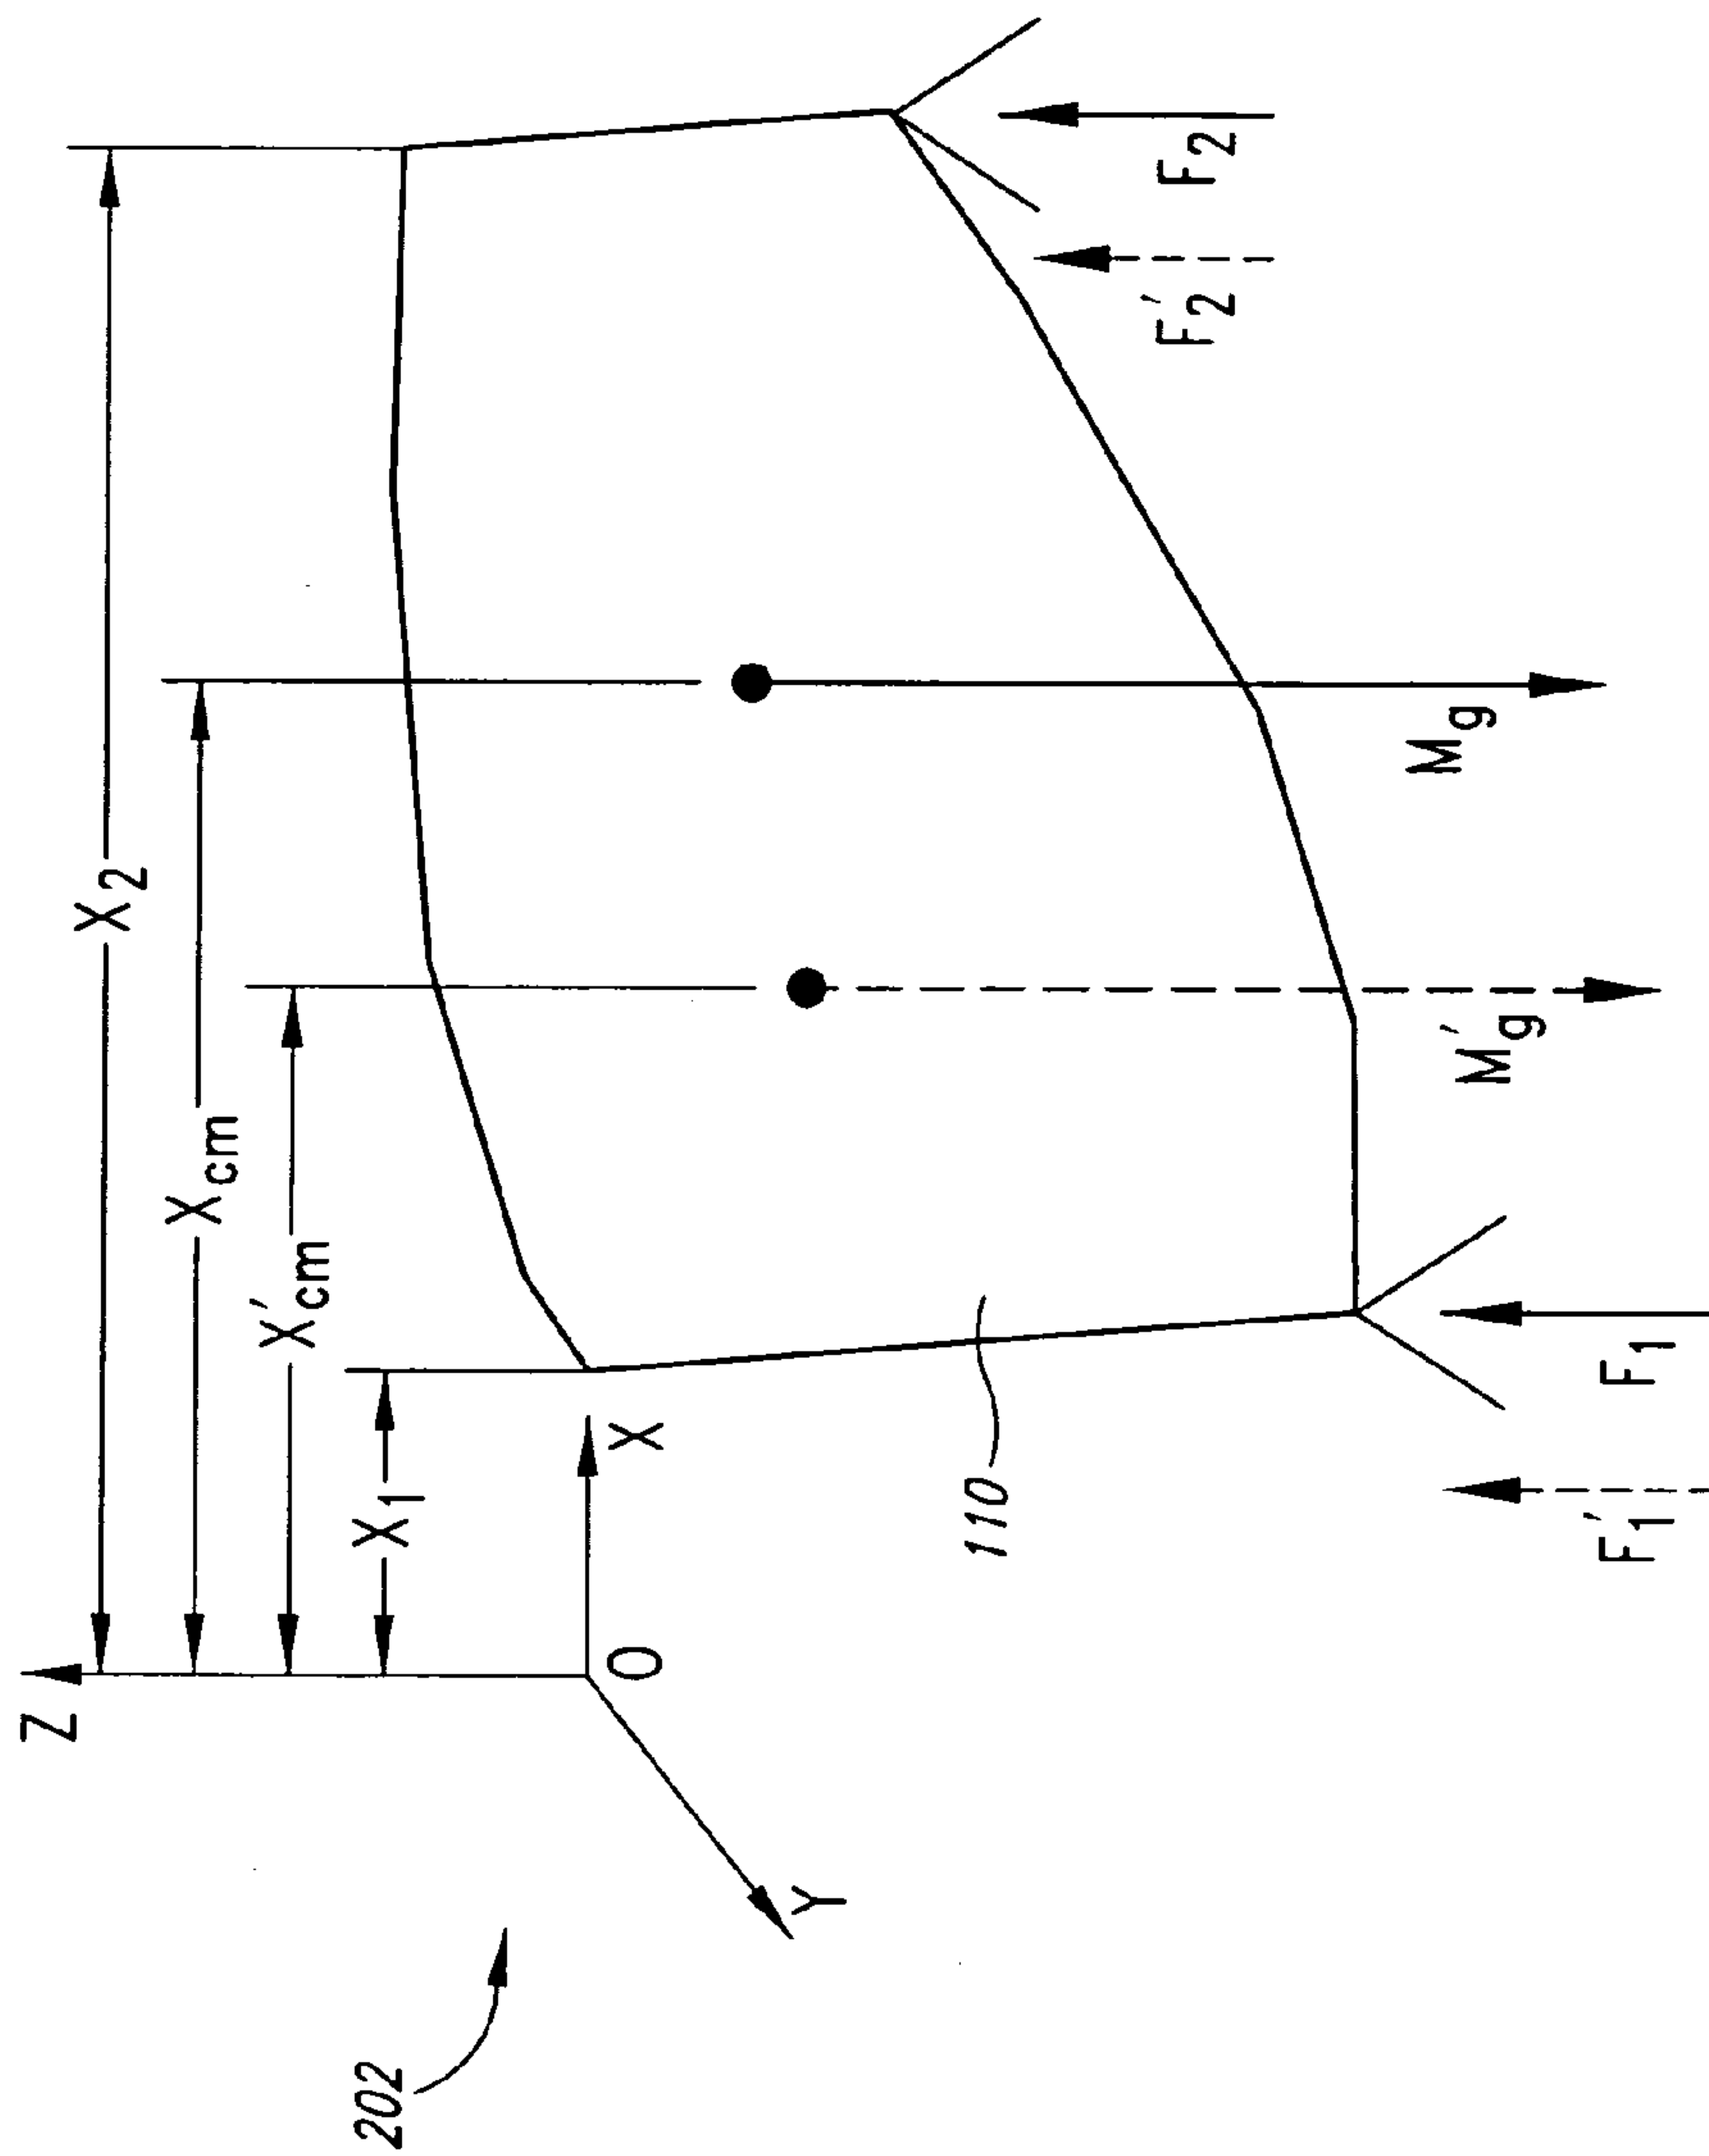 Z
X₂
Xcm
X'cm
X₁
X
O
Y
202
110
Mg
M'g
F₂
F'₂
F₁
F'₁